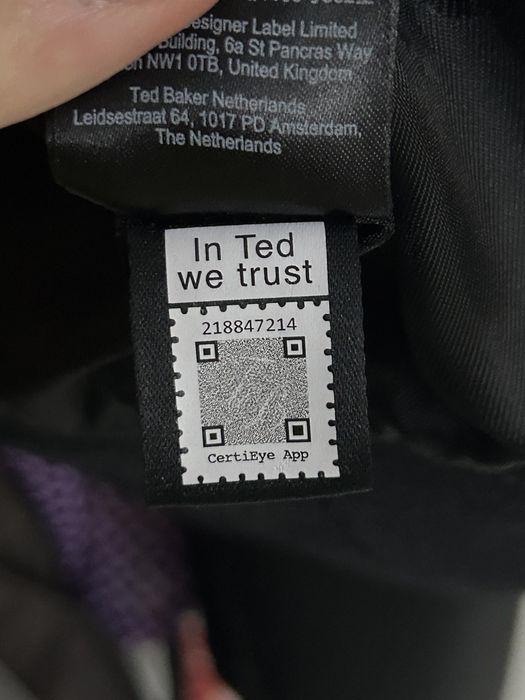 Designer Label Limited
Building, 6a St Pancras Way
NW1 0TB, United Kingdom
Ted Baker Netherlands
Leidsestraat 64, 1017 PD Amsterdam,
The Netherlands
In Ted
we trust
218847214
CertiEye App